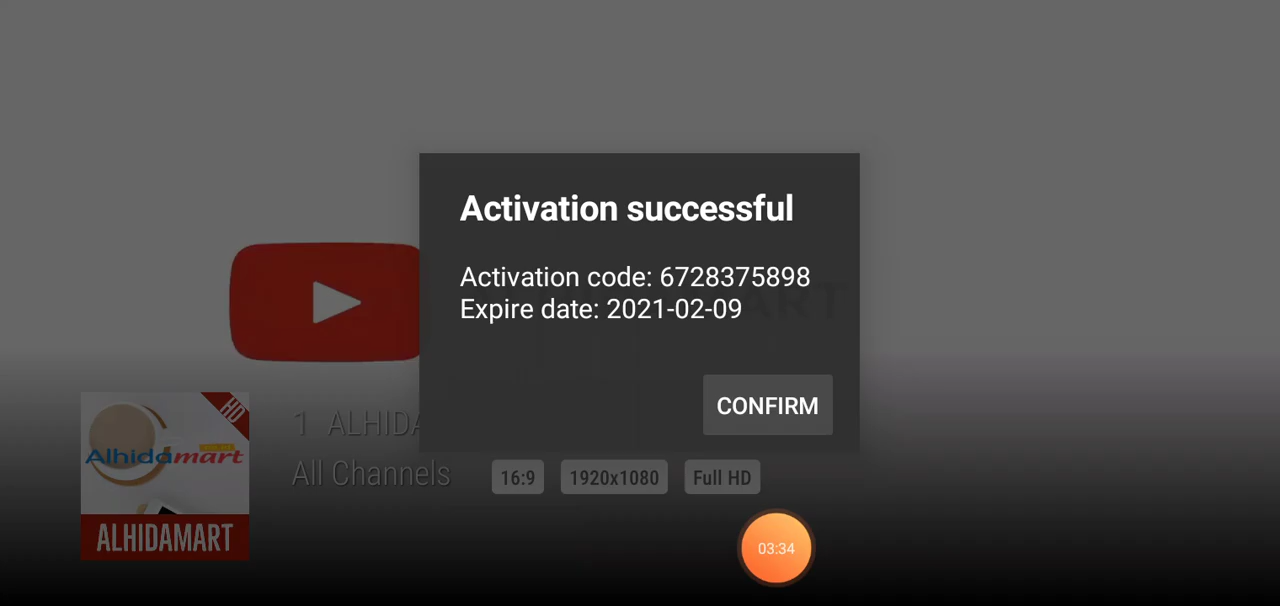 Activation successful
Activation code: 6728375898
Expire date: 2021-02-09
ART
CONFIRM
HD
Alhidamart
ALHIDAMART
1 ALHIDA
All Channels
16:9
1920x1080
Full HD
03:34